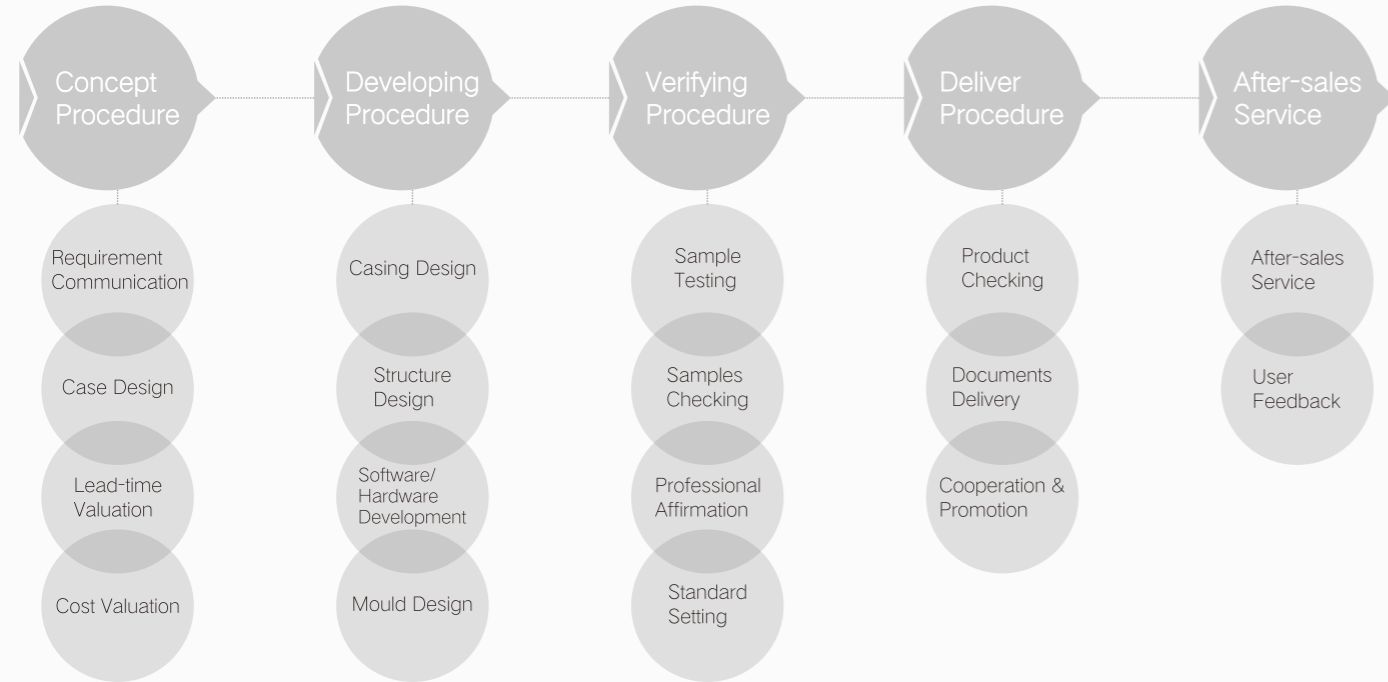 Concept
Procedure
Developing
Procedure
Verifying
Procedure
Deliver
Procedure
After-sales
Service
Requirement
Communication
Case Design
Lead-time
Valuation
Cost Valuation
Casing Design
Structure
Design
Software/
Hardware
Development
Mould Design
Sample
Testing
Samples
Checking
Professional
Affirmation
Standard
Setting
Product
Checking
Documents
Delivery
Cooperation &
Promotion
After-sales
Service
User
Feedback